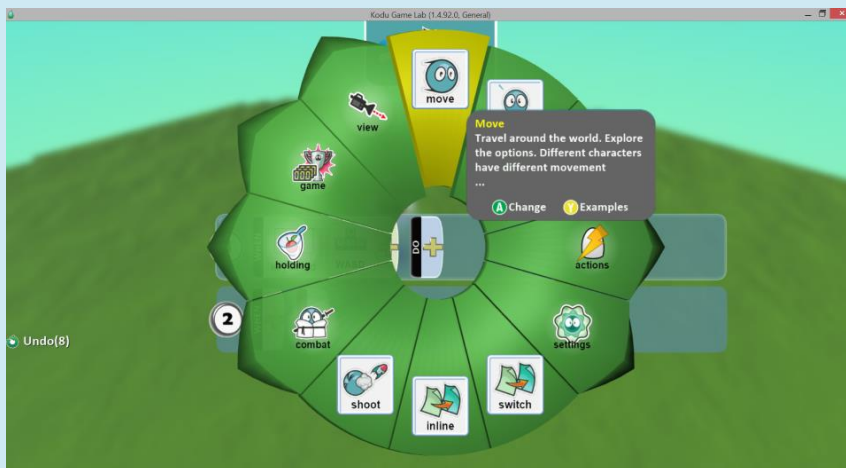 Kodu Game Lab (1.4.92.0, General)
move
view
Move
Travel around the world. Explore
the options. Different characters
have different movement
...
A Change Y Examples
game
holding
DO
actions
2
combat
settings
Undo(8)
shoot
inline
switch